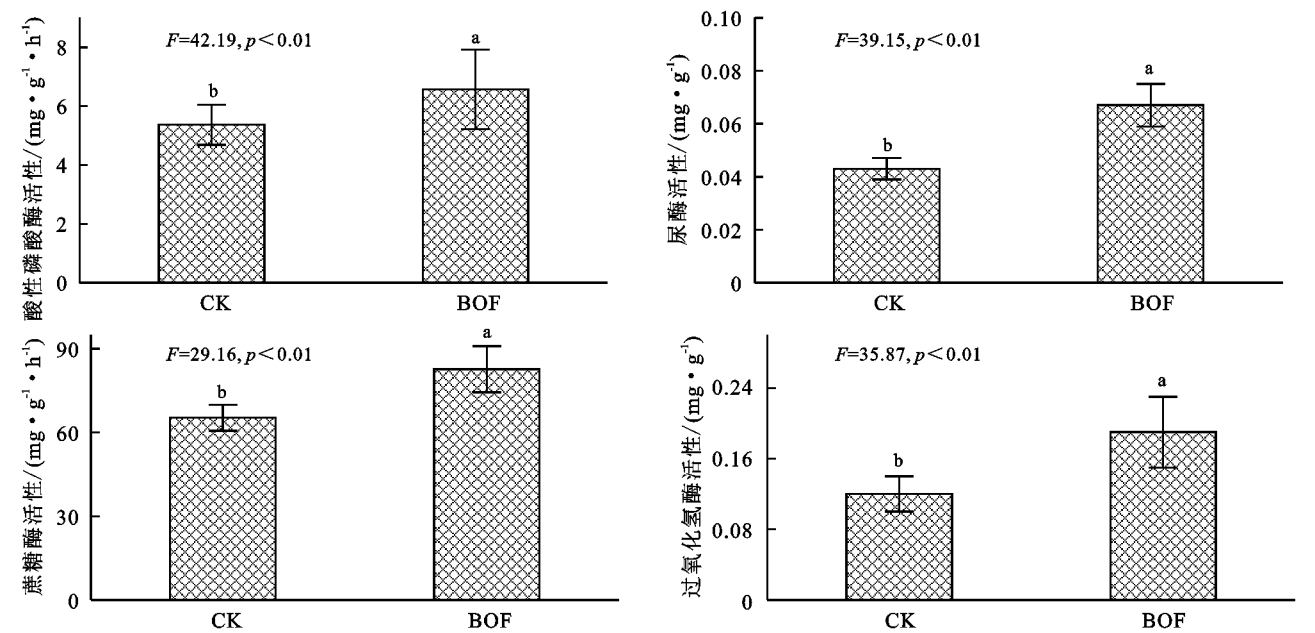 酸性磷酸酶活性/(mg·g⁻¹·h⁻¹)
8
6
4
2
0
F=42.19, p<0.01
b
a
CK
BOF
尿酶活性/(mg·g⁻¹)
0.10
0.08
0.06
0.04
0.02
0
F=39.15, p<0.01
b
a
CK
BOF
蔗糖酶活性/(mg·g⁻¹·h⁻¹)
90
60
30
0
F=29.16, p<0.01
b
a
CK
BOF
过氧化氢酶活性/(mg·g⁻¹)
0.24
0.16
0.08
0
F=35.87, p<0.01
b
a
CK
BOF